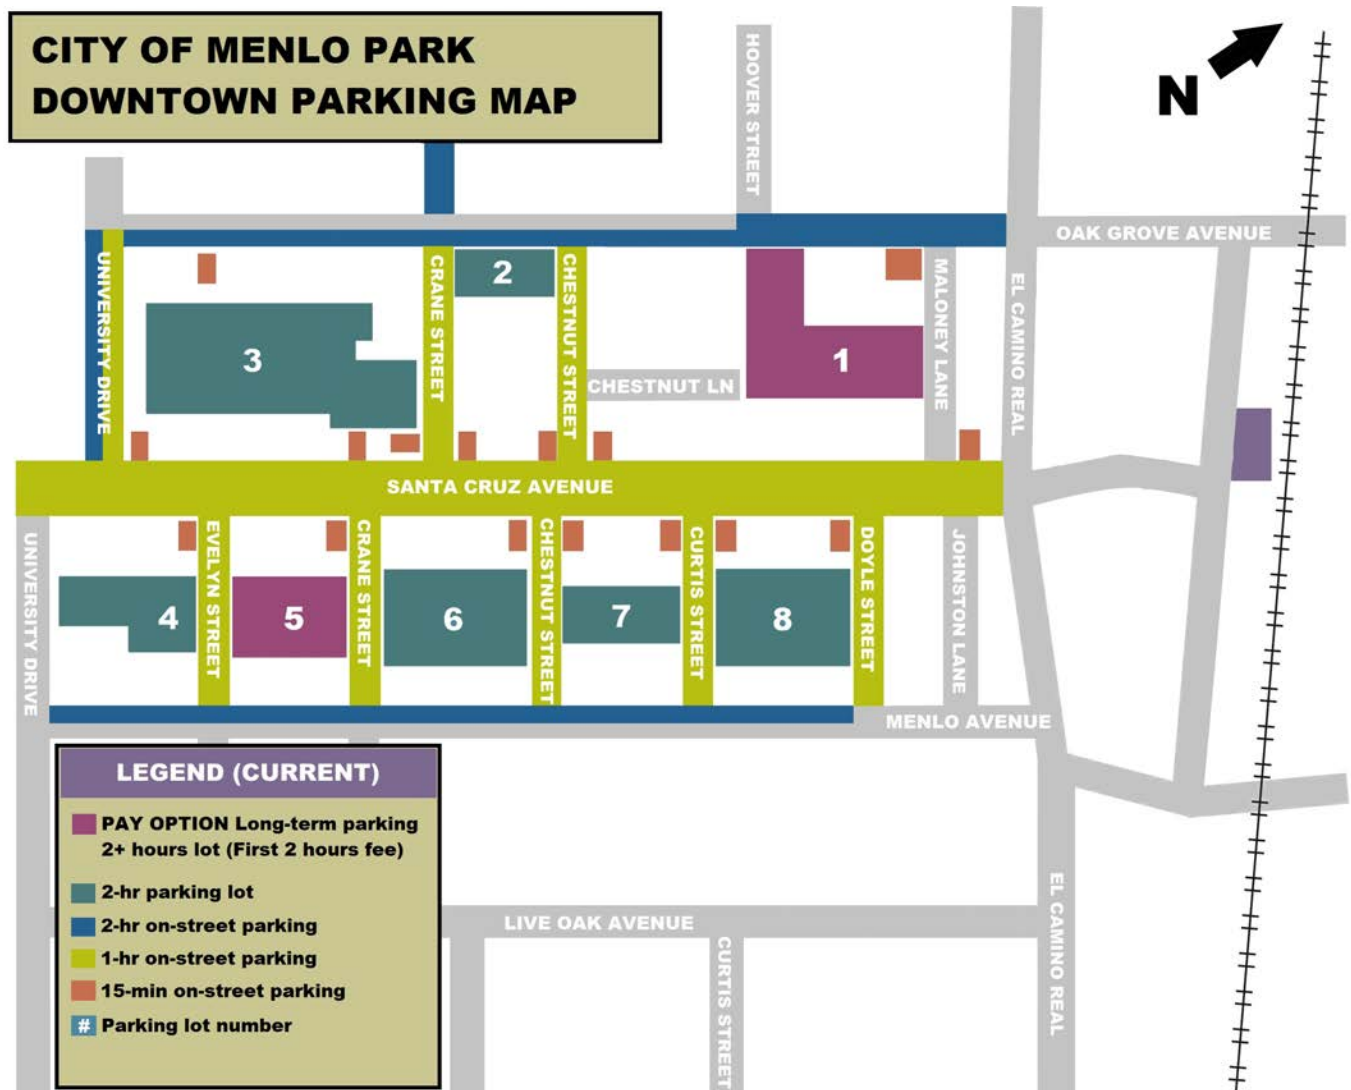 CITY OF MENLO PARK
DOWNTOWN PARKING MAP
N
HOOVER STREET
OAK GROVE AVENUE
UNIVERSITY DRIVE
CRANE STREET
2
CHESTNUT STREET
MALONEY LANE
EL CAMINO REAL
3
1
CHESTNUT LN
SANTA CRUZ AVENUE
UNIVERSITY DRIVE
EVELYN STREET
CRANE STREET
CHESTNUT STREET
CURTIS STREET
DOYLE STREET
JOHNSTON LANE
4
5
6
7
8
MENLO AVENUE
LEGEND (CURRENT)
PAY OPTION Long-term parking
2+ hours lot (First 2 hours fee)
2-hr parking lot
2-hr on-street parking
1-hr on-street parking
15-min on-street parking
# Parking lot number
LIVE OAK AVENUE
CURTIS STREET
EL CAMINO REAL